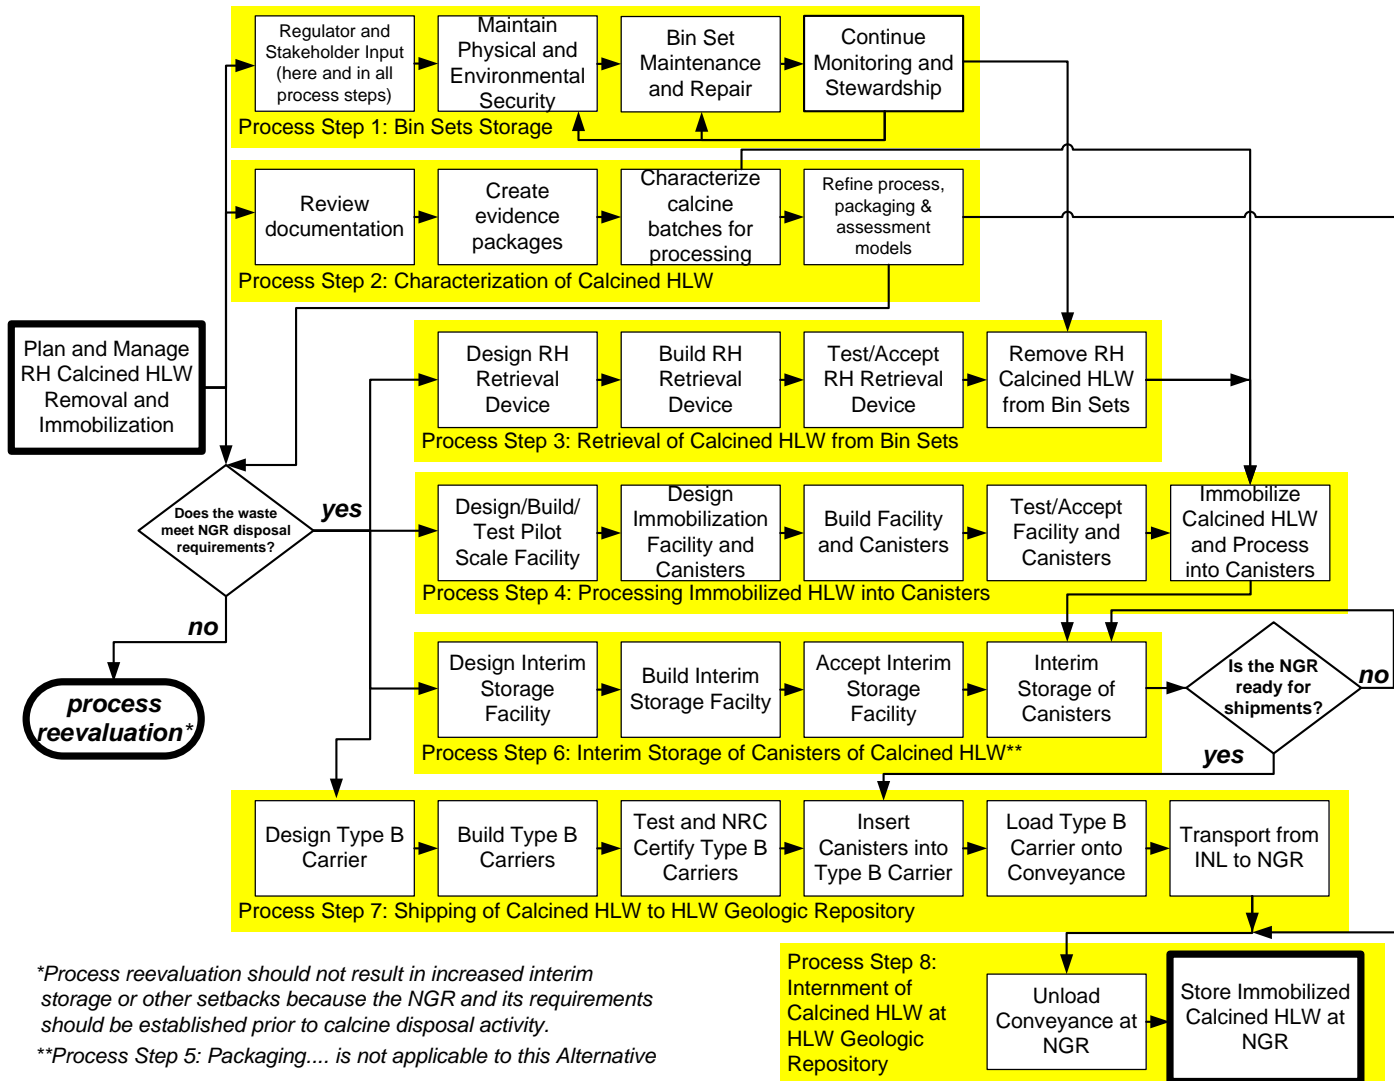 Regulator and
Stakeholder Input
(here and in all
process steps)
Maintain
Physical and
Environmental
Security
Bin Set
Maintenance
and Repair
Continue
Monitoring and
Stewardship
Process Step 1: Bin Sets Storage
Review
documentation
Create
evidence
packages
Characterize
calcine
batches for
processing
Refine process,
packaging &
assessment
models
Process Step 2: Characterization of Calcined HLW
Plan and Manage
RH Calcined HLW
Removal and
Immobilization
Design RH
Retrieval
Device
Build RH
Retrieval
Device
Test/Accept
RH Retrieval
Device
Remove RH
Calcined HLW
from Bin Sets
Process Step 3: Retrieval of Calcined HLW from Bin Sets
Does the waste
meet NGR disposal
requirements?
yes
no
process
reevaluation*
Design/Build/
Test Pilot
Scale Facility
Design
Immobilization
Facility and
Canisters
Build Facility
and Canisters
Test/Accept
Facility and
Canisters
Immobilize
Calcined HLW
and Process
into Canisters
Process Step 4: Processing Immobilized HLW into Canisters
Design Interim
Storage
Facility
Build Interim
Storage Facilty
Accept Interim
Storage
Facility
Interim
Storage of
Canisters
Is the NGR
ready for
shipments?
no
yes
Process Step 6: Interim Storage of Canisters of Calcined HLW**
Design Type B
Carrier
Build Type B
Carriers
Test and NRC
Certify Type B
Carriers
Insert
Canisters into
Type B Carrier
Load Type B
Carrier onto
Conveyance
Transport from
INL to NGR
Process Step 7: Shipping of Calcined HLW to HLW Geologic Repository
Process Step 8:
Internment of
Calcined HLW at
HLW Geologic
Repository
Unload
Conveyance at
NGR
Store Immobilized
Calcined HLW at
NGR
*Process reevaluation should not result in increased interim
storage or other setbacks because the NGR and its requirements
should be established prior to calcine disposal activity.
**Process Step 5: Packaging.... is not applicable to this Alternative